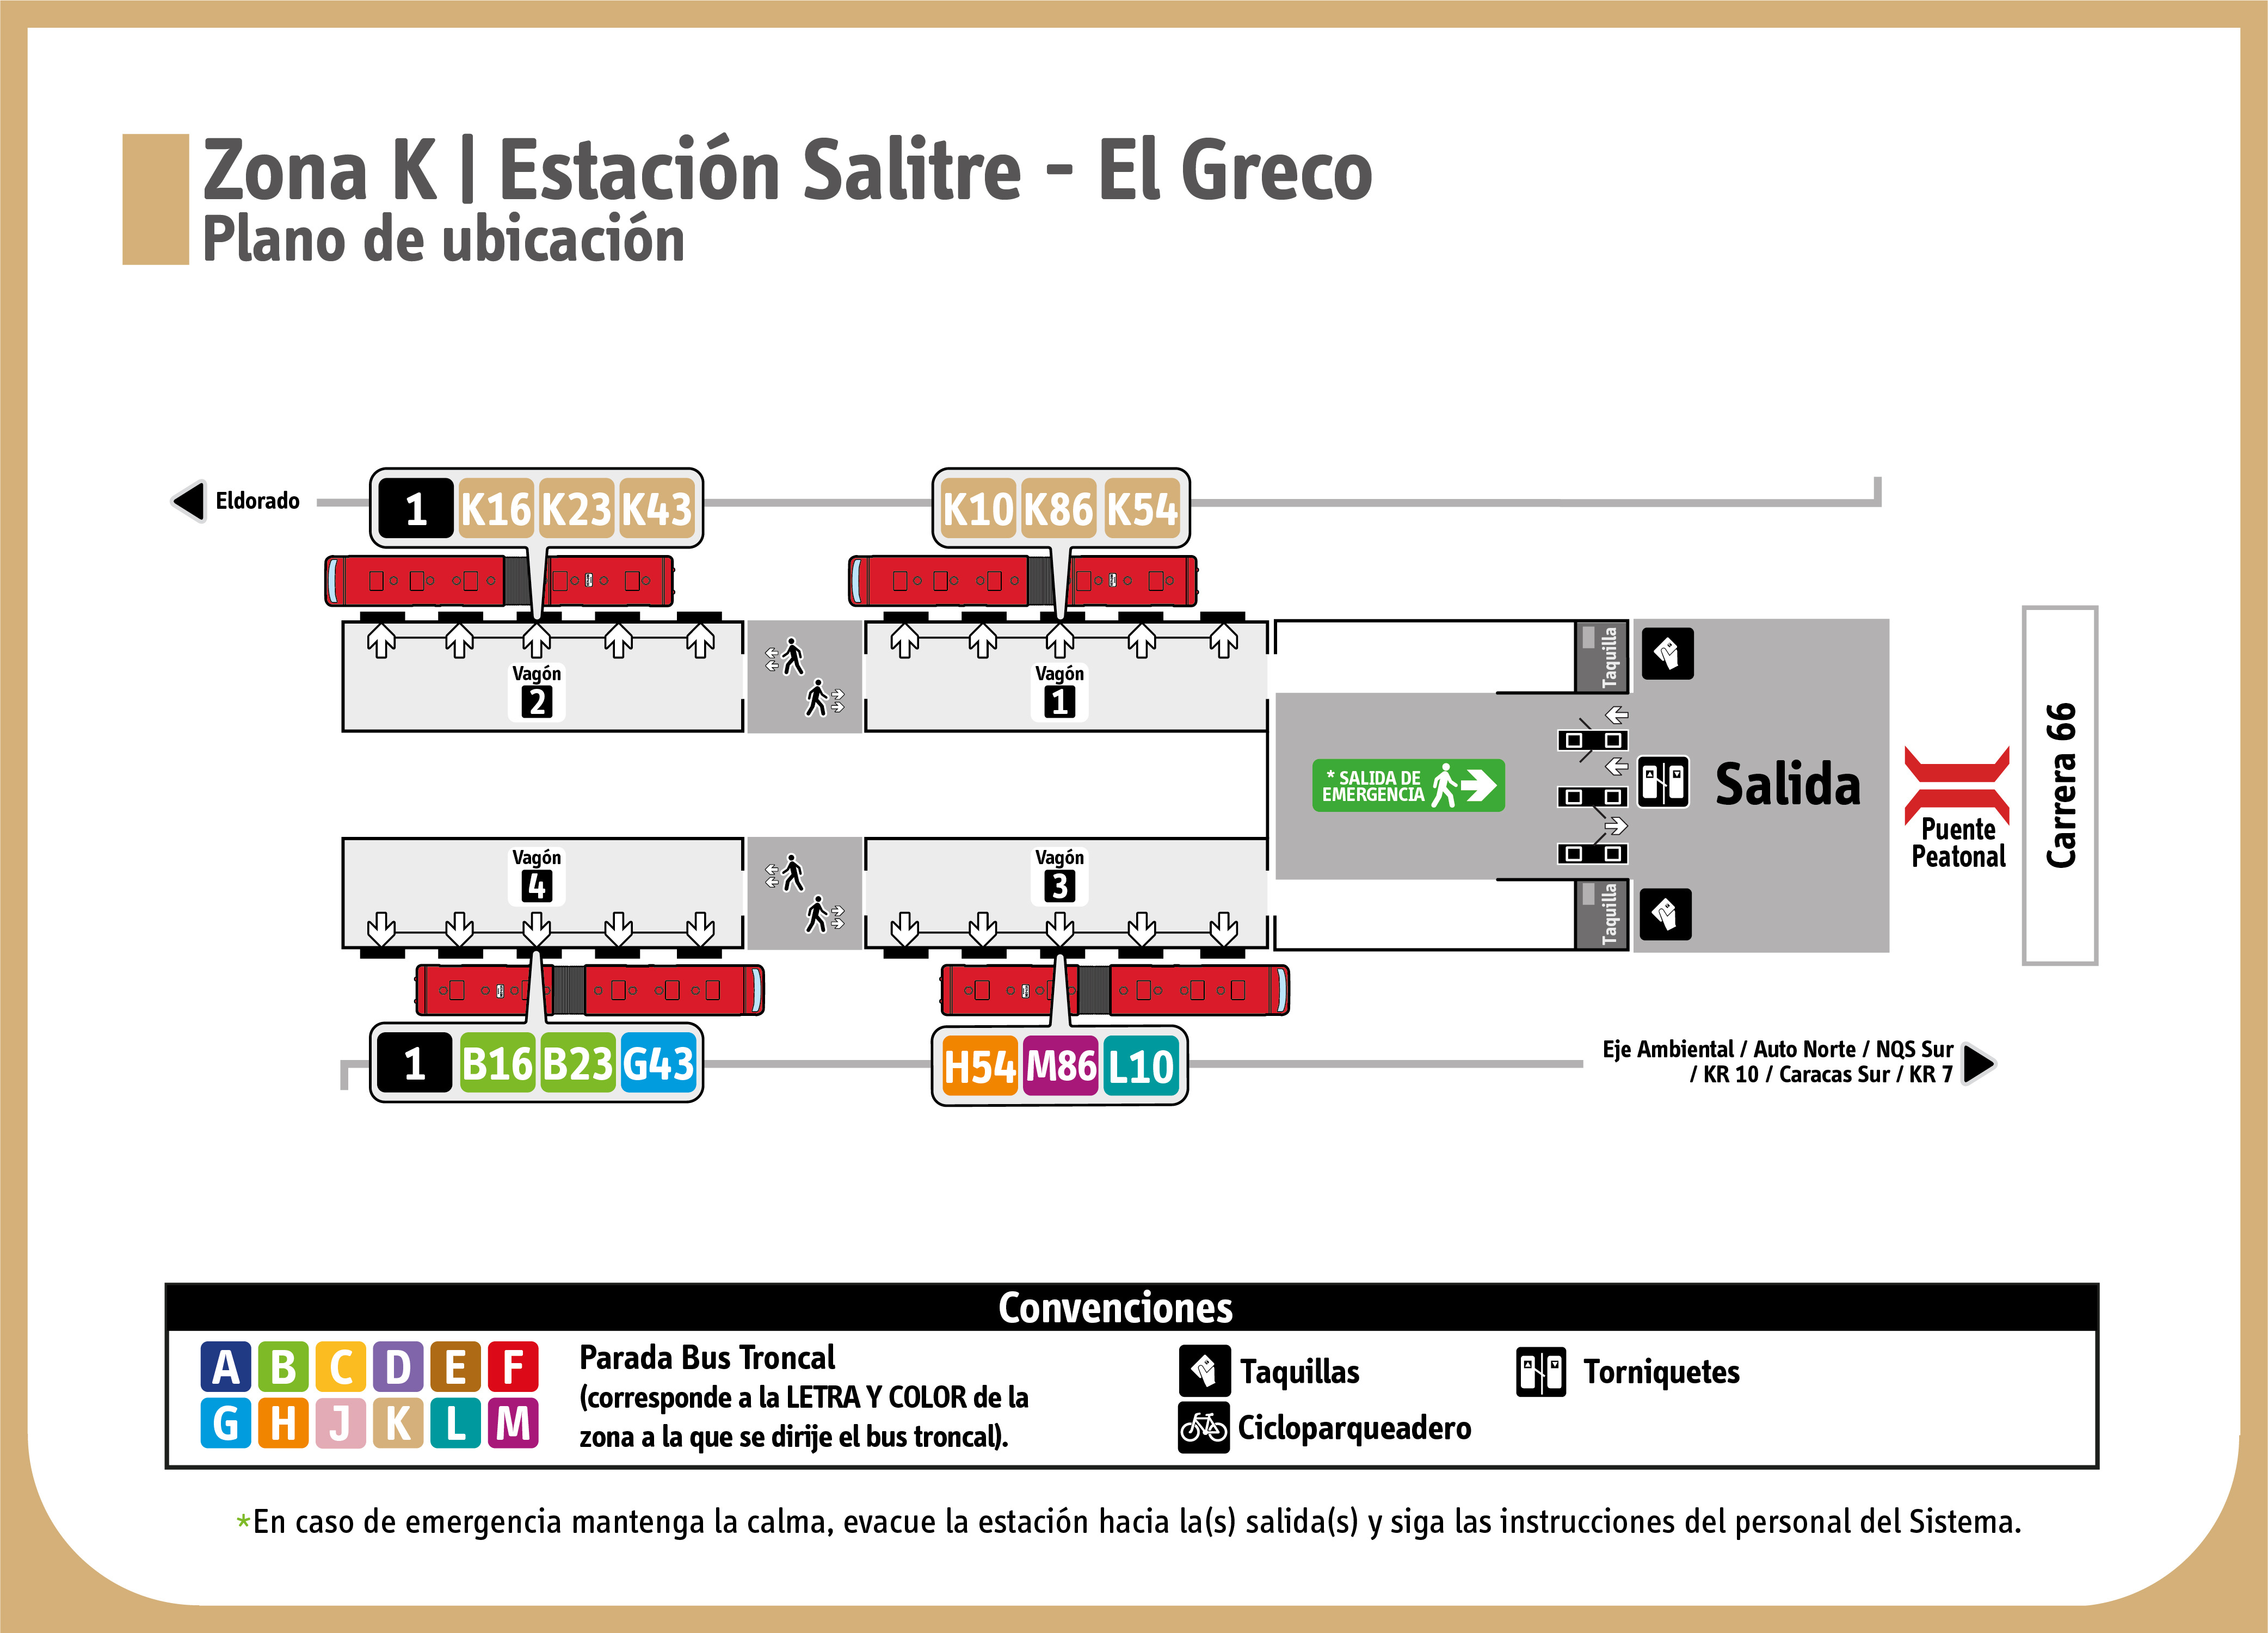 Zona K | Estación Salitre - El Greco
Plano de ubicación
Eldorado
1 K16 K23 K43
K10 K86 K54
Vagón
2
Vagón
1
Taquilla
* SALIDA DE
EMERGENCIA
Salida
Puente
Peatonal
Carrera 66
Vagón
4
Vagón
3
Taquilla
1 B16 B23 G43
H54 M86 L10
Eje Ambiental / Auto Norte / NQS Sur
/ KR 10 / Caracas Sur / KR 7
Convenciones
A B C D E F
G H J K L M
Parada Bus Troncal
(corresponde a la LETRA Y COLOR de la
zona a la que se dirije el bus troncal).
Taquillas
Cicloparqueadero
Torniquetes
*En caso de emergencia mantenga la calma, evacue la estación hacia la(s) salida(s) y siga las instrucciones del personal del Sistema.